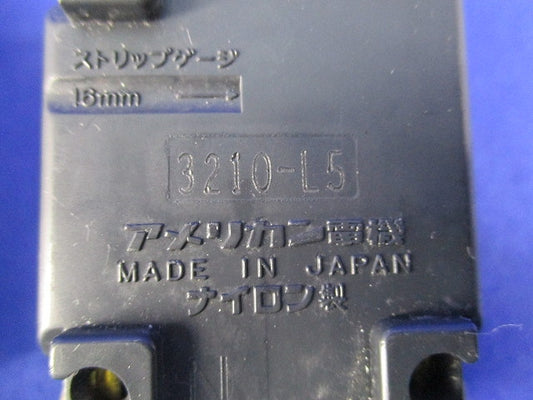 ストリップゲージ
16mm
3210-L5
アメリカン電機
MADE IN JAPAN
ナイロン製